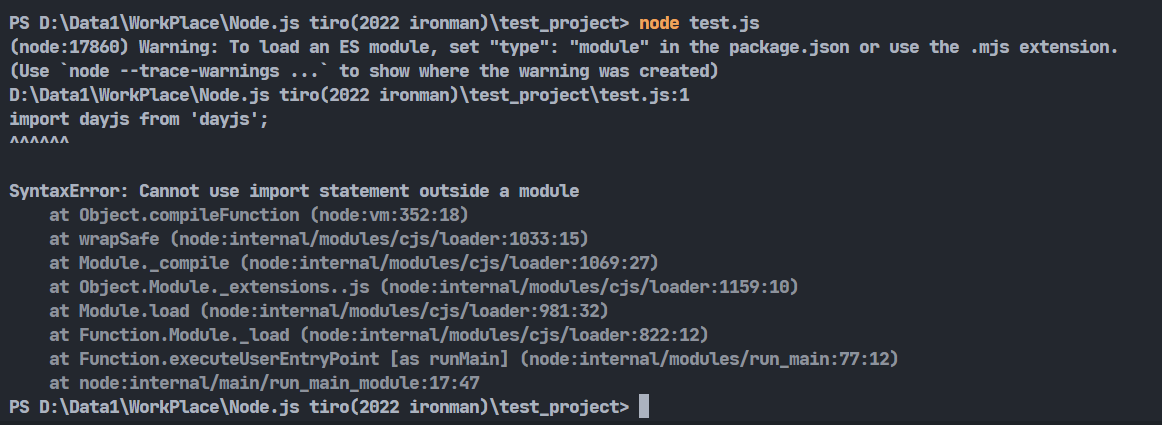 PS D:\Data1\WorkPlace\Node.js tiro(2022 ironman)\test_project> node test.js
(node:17860) Warning: To load an ES module, set "type": "module" in the package.json or use the .mjs extension.
(Use `node --trace-warnings ...` to show where the warning was created)
D:\Data1\WorkPlace\Node.js tiro(2022 ironman)\test_project\test.js:1
import dayjs from 'dayjs';
^^^^^^
SyntaxError: Cannot use import statement outside a module
    at Object.compileFunction (node:vm:352:18)
    at wrapSafe (node:internal/modules/cjs/loader:1033:15)
    at Module._compile (node:internal/modules/cjs/loader:1069:27)
    at Object.Module._extensions..js (node:internal/modules/cjs/loader:1159:10)
    at Module.load (node:internal/modules/cjs/loader:981:32)
    at Function.Module._load (node:internal/modules/cjs/loader:822:12)
    at Function.executeUserEntryPoint [as runMain] (node:internal/modules/run_main:77:12)
    at node:internal/main/run_main_module:17:47
PS D:\Data1\WorkPlace\Node.js tiro(2022 ironman)\test_project>